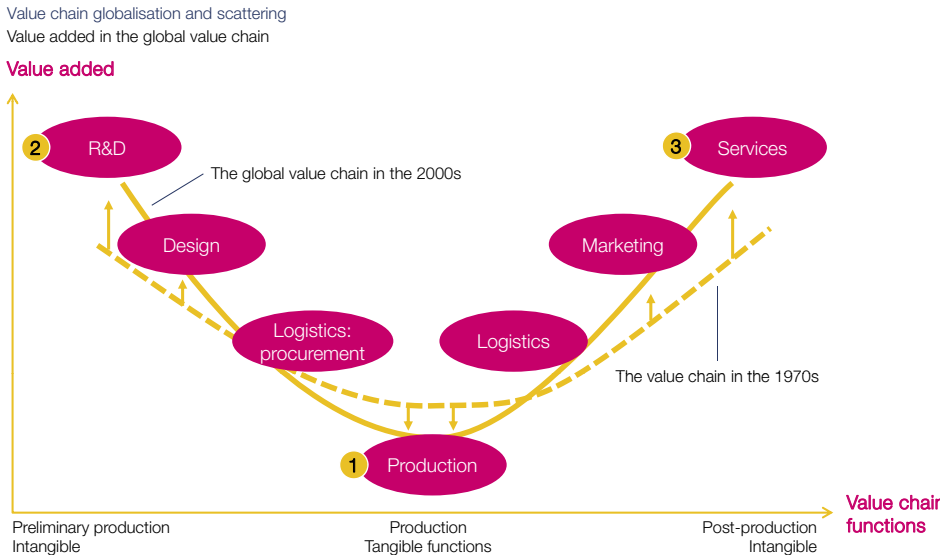 Value chain globalisation and scattering
Value added in the global value chain
Value added
2
R&D
3
Services
The global value chain in the 2000s
Design
Marketing
Logistics:
procurement
Logistics
The value chain in the 1970s
1
Production
Value chain
functions
Preliminary production
Intangible
Production
Tangible functions
Post-production
Intangible